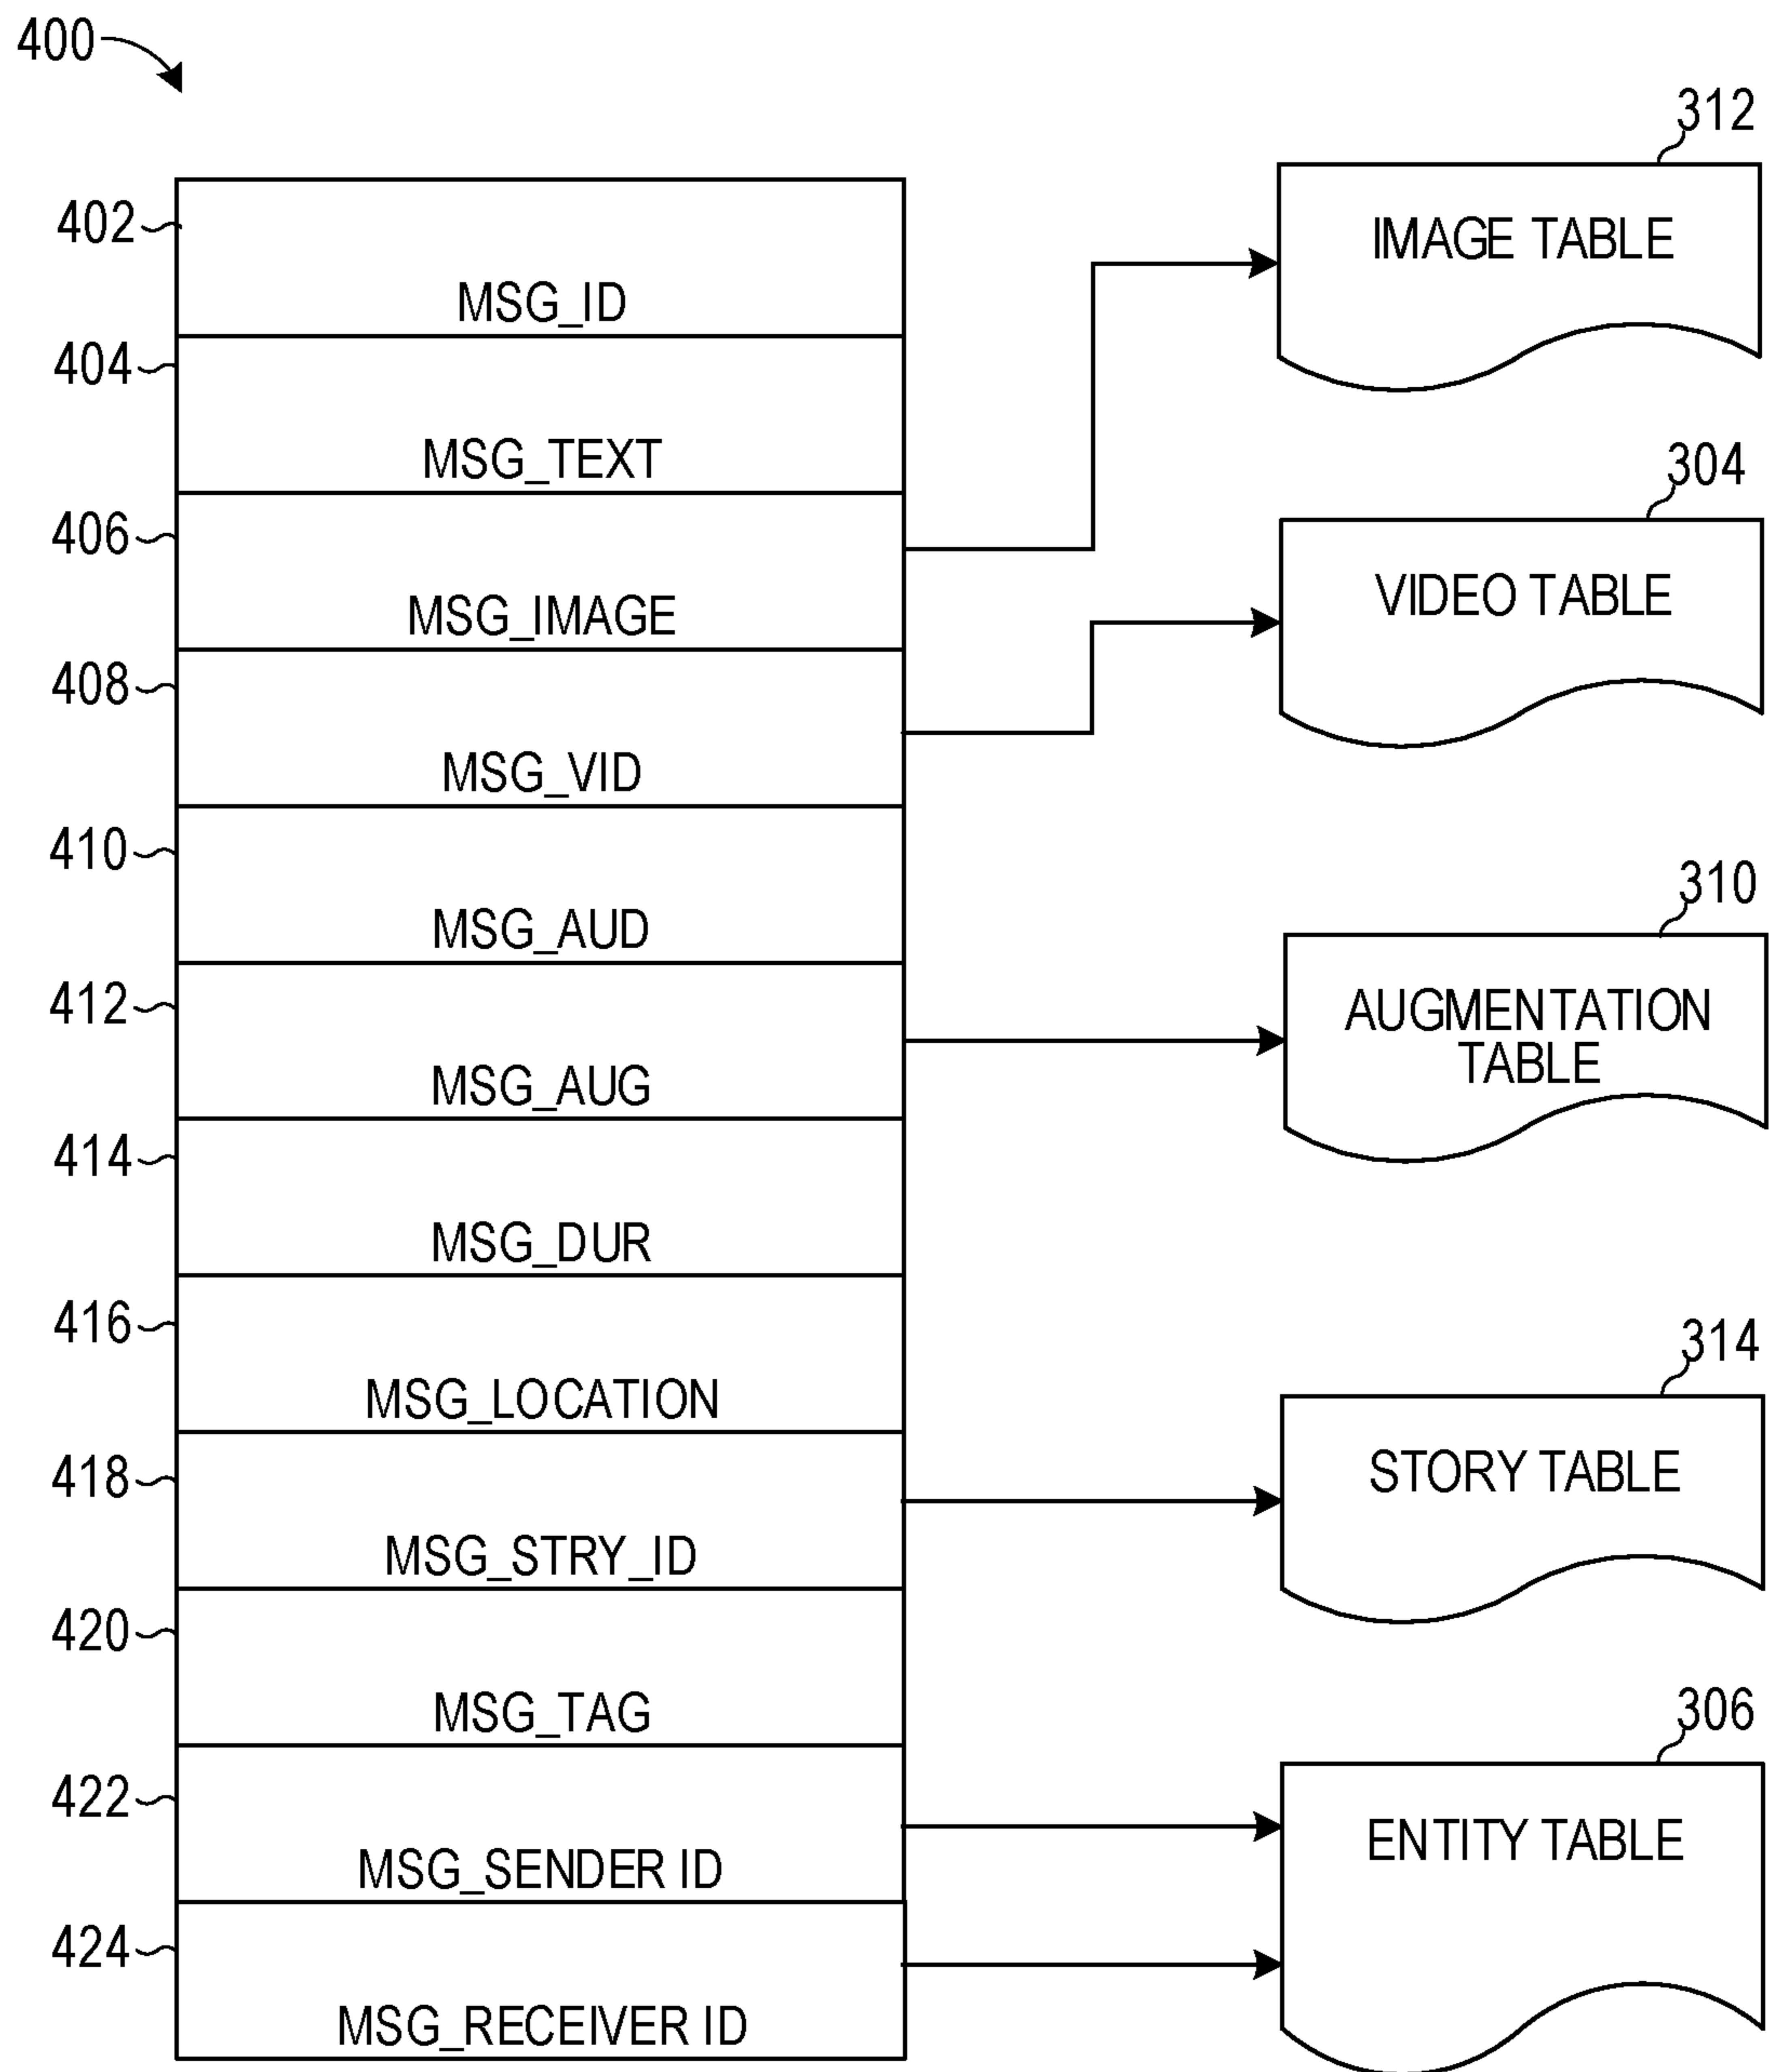 400
402
MSG_ID
404
MSG_TEXT
406
MSG_IMAGE
408
MSG_VID
410
MSG_AUD
412
MSG_AUG
414
MSG_DUR
416
MSG_LOCATION
418
MSG_STRY_ID
420
MSG_TAG
422
MSG_SENDER ID
424
MSG_RECEIVER ID
312
IMAGE TABLE
304
VIDEO TABLE
310
AUGMENTATION
TABLE
314
STORY TABLE
306
ENTITY TABLE